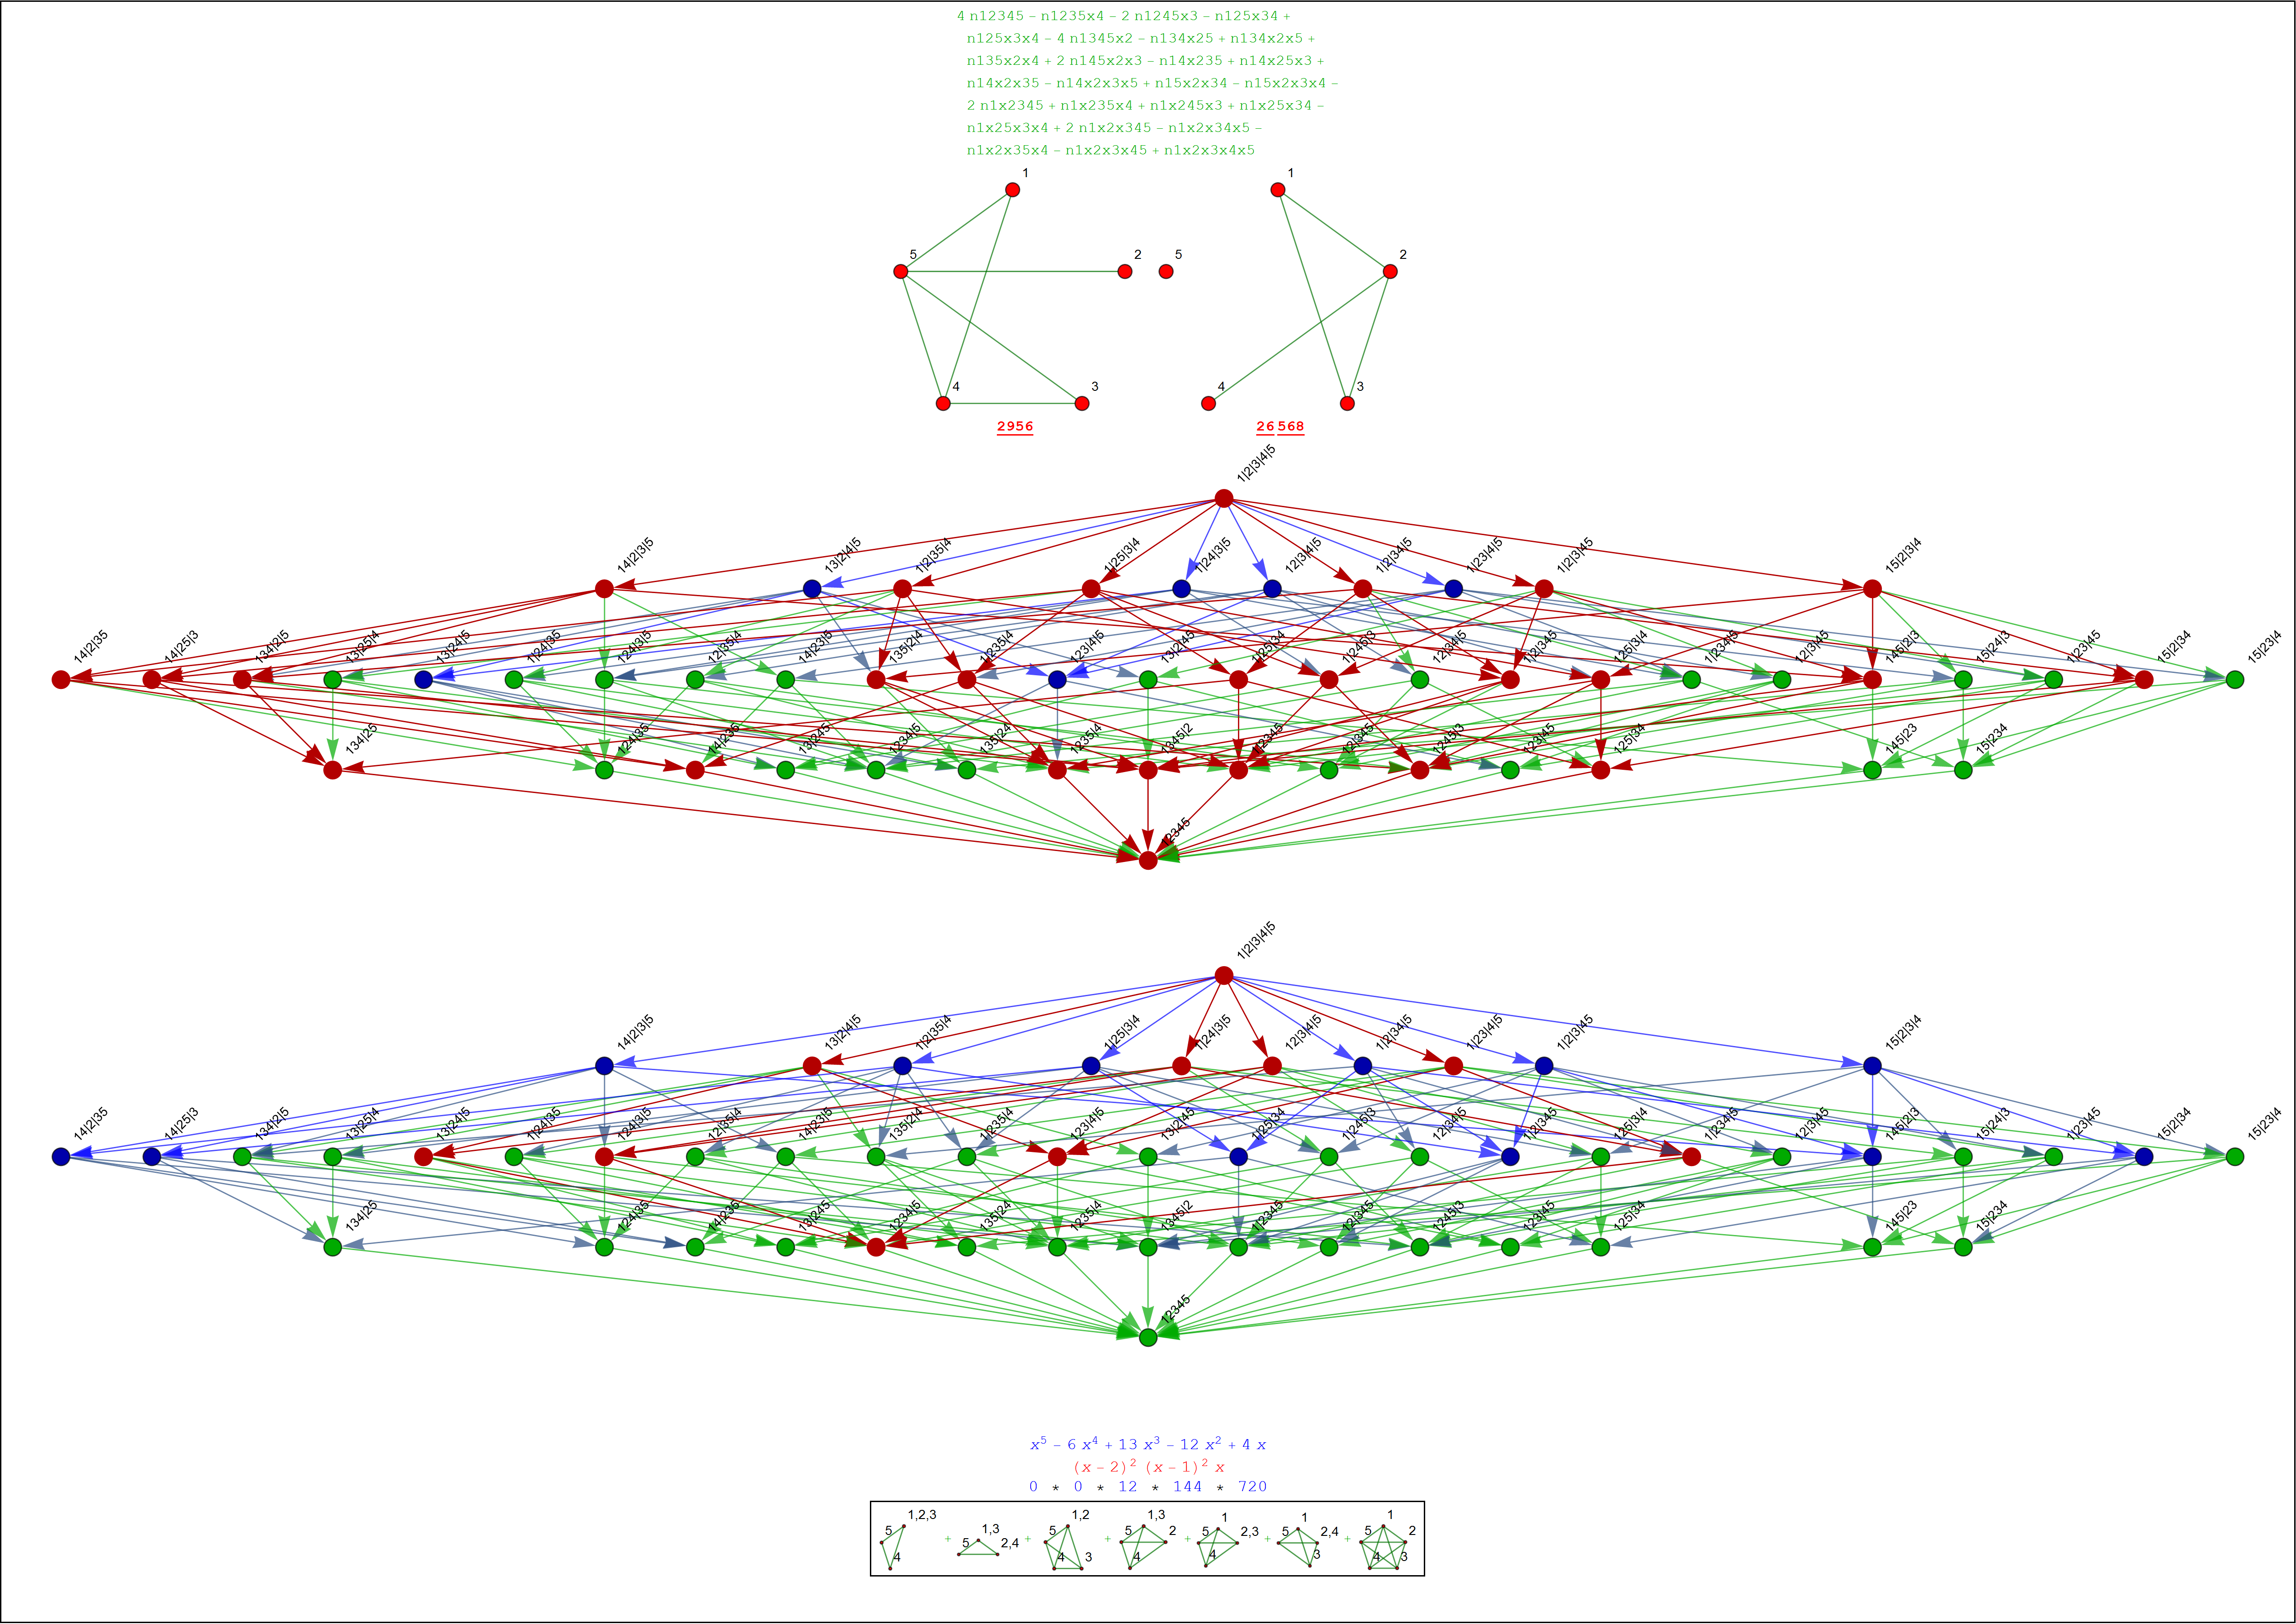 4 n12345 − n1235x4 − 2 n1245x3 − n125x34 +
n125x3x4 − 4 n1345x2 − n134x25 + n134x2x5 +
n135x2x4 + 2 n145x2x3 − n14x235 + n14x25x3 +
n14x2x35 − n14x2x3x5 + n15x2x34 − n15x2x3x4 −
2 n1x2345 + n1x235x4 + n1x245x3 + n1x25x34 −
n1x25x3x4 + 2 n1x2x345 − n1x2x34x5 −
n1x2x35x4 − n1x2x3x45 + n1x2x3x4x5
1 1
5 2 5 2
4 3 4 3
2956 26 568
1|2|3|4|5
14|2|3|5 13|2|4|5 1|2|35|4 1|25|3|4 1|24|3|5 12|3|4|5 1|2|34|5 1|23|4|5 1|2|3|45 15|2|3|4
14|2|35 14|25|3 134|2|5 13|25|4 13|24|5 1|24|35 124|3|5 12|35|4 14|23|5 135|2|4 1|235|4 123|4|5 13|2|45 1|25|34 1|245|3 12|34|5 1|2|345 125|3|4 1|234|5 12|3|45 145|2|3 15|24|3 1|23|45 15|2|34 15|23|4
134|25 124|35 14|235 13|245 1234|5 135|24 1235|4 1345|2 1|2345 12|345 1245|3 123|45 125|34 145|23 15|234
12345
1|2|3|4|5
14|2|3|5 13|2|4|5 1|2|35|4 1|25|3|4 1|24|3|5 12|3|4|5 1|2|34|5 1|23|4|5 1|2|3|45 15|2|3|4
14|2|35 14|25|3 134|2|5 13|25|4 13|24|5 1|24|35 124|3|5 12|35|4 14|23|5 135|2|4 1|235|4 123|4|5 13|2|45 1|25|34 1|245|3 12|34|5 1|2|345 125|3|4 1|234|5 12|3|45 145|2|3 15|24|3 1|23|45 15|2|34 15|23|4
134|25 124|35 14|235 13|245 1234|5 135|24 1235|4 1345|2 1|2345 12|345 1245|3 123|45 125|34 145|23 15|234
12345
x⁵ − 6 x⁴ + 13 x³ − 12 x² + 4 x
(x − 2)² (x − 1)² x
0 * 0 * 12 * 144 * 720
1,2,3 5 4 + 1,3 5 2,4 + 1,2 5 4 3 + 1,3 5 2 4 + 1 5 2,3 4 + 1 5 2,4 3 + 1 5 2 4 3